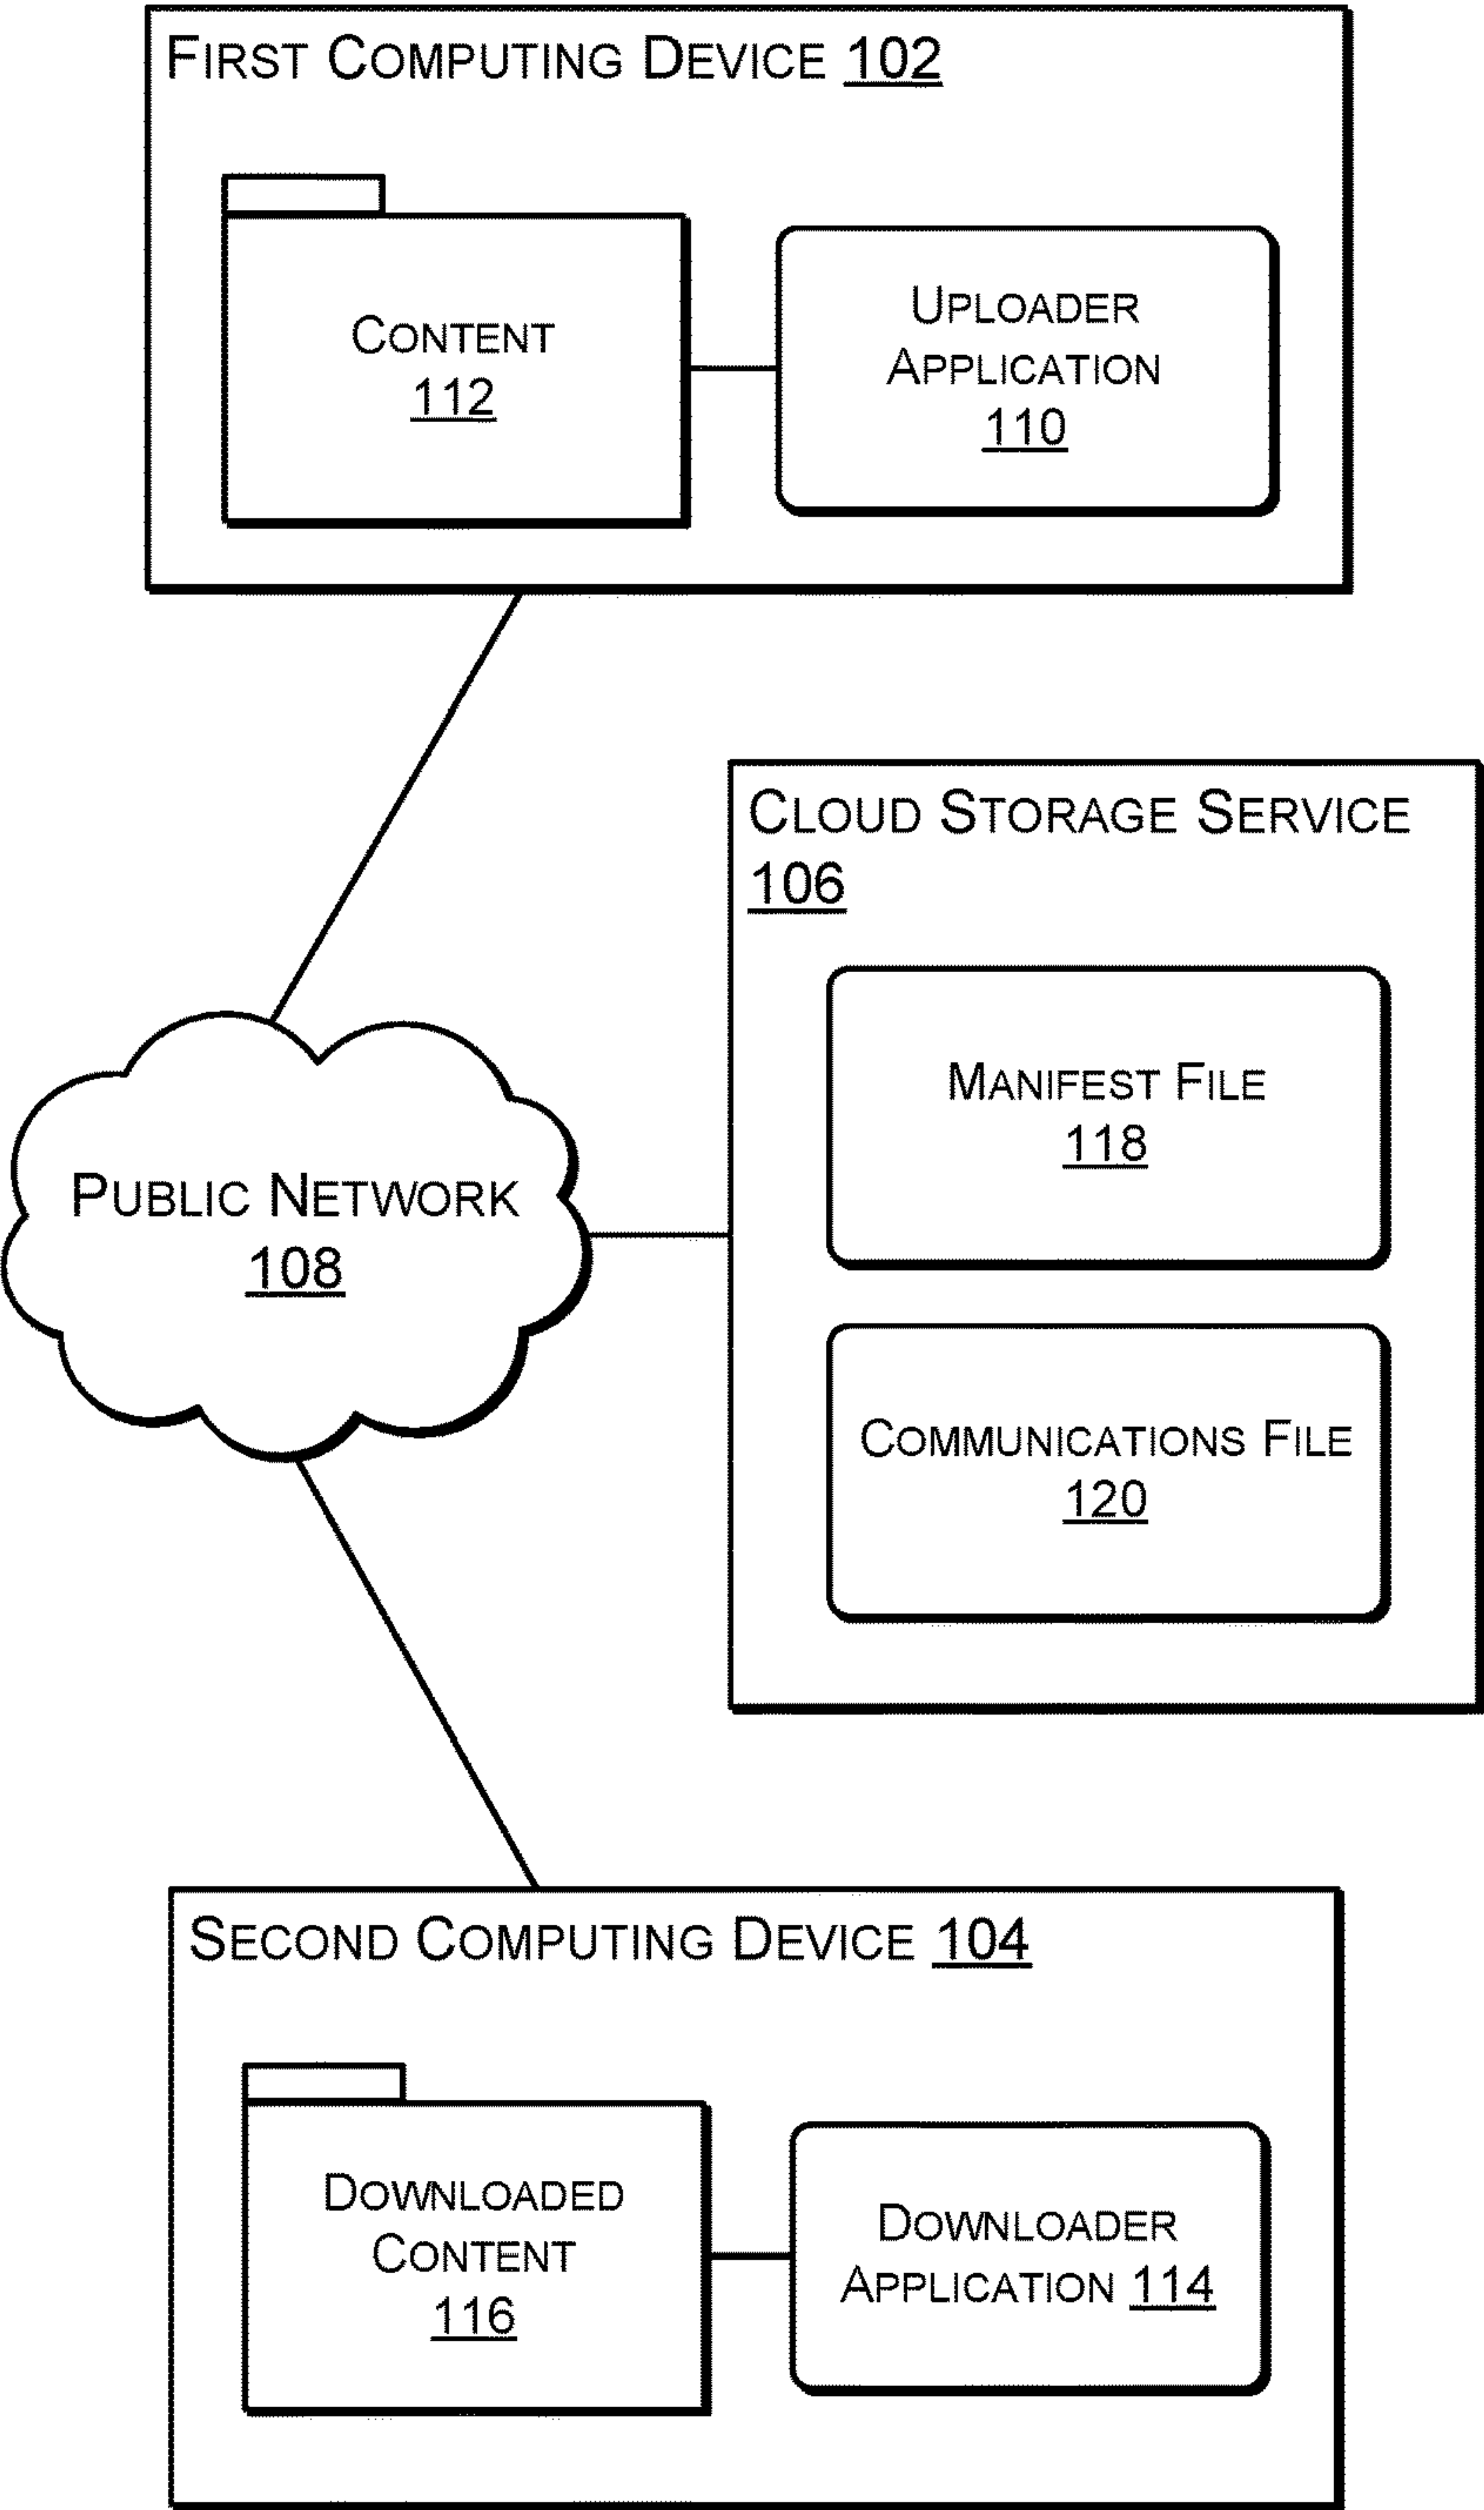 FIRST COMPUTING DEVICE 102
CONTENT
112
UPLOADER
APPLICATION
110
CLOUD STORAGE SERVICE
106
MANIFEST FILE
118
PUBLIC NETWORK
108
COMMUNICATIONS FILE
120
SECOND COMPUTING DEVICE 104
DOWNLOADED
CONTENT
116
DOWNLOADER
APPLICATION 114